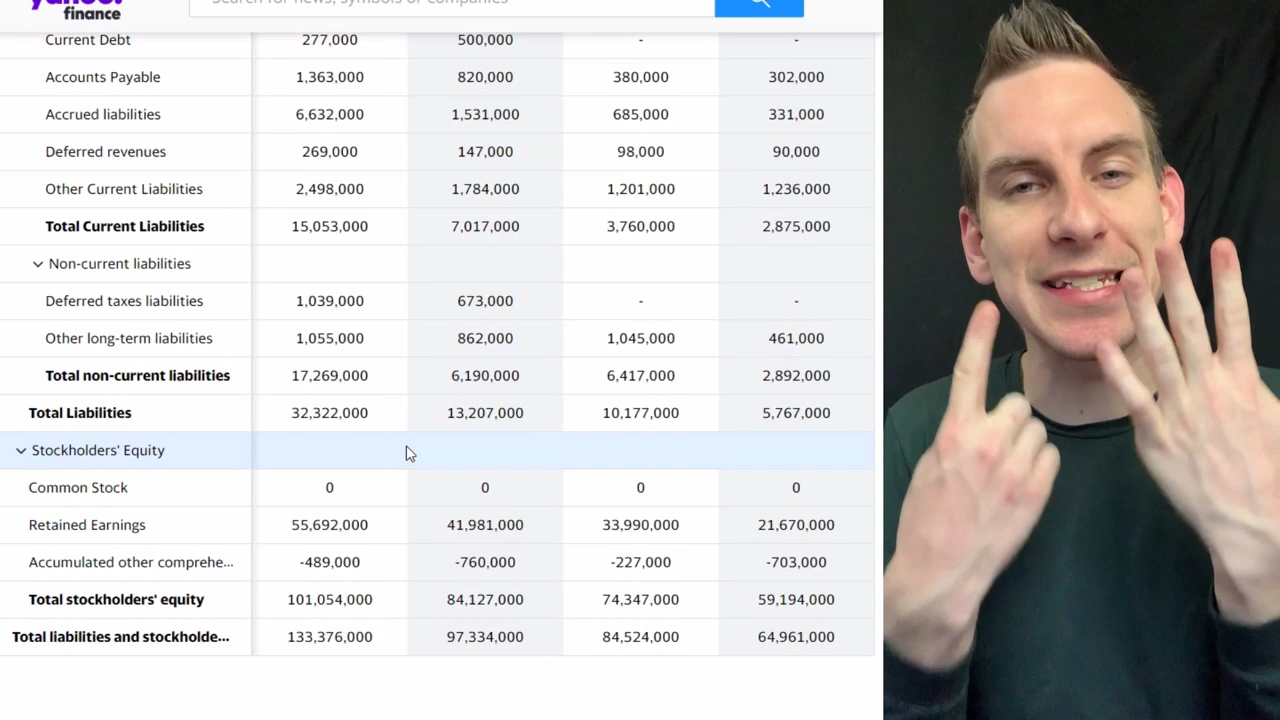 yahoo!
finance
Search for news, symbols or companies
Current Debt 277,000 500,000 - -
Accounts Payable 1,363,000 820,000 380,000 302,000
Accrued liabilities 6,632,000 1,531,000 685,000 331,000
Deferred revenues 269,000 147,000 98,000 90,000
Other Current Liabilities 2,498,000 1,784,000 1,201,000 1,236,000
Total Current Liabilities 15,053,000 7,017,000 3,760,000 2,875,000
Non-current liabilities
Deferred taxes liabilities 1,039,000 673,000 - -
Other long-term liabilities 1,055,000 862,000 1,045,000 461,000
Total non-current liabilities 17,269,000 6,190,000 6,417,000 2,892,000
Total Liabilities 32,322,000 13,207,000 10,177,000 5,767,000
Stockholders' Equity
Common Stock 0 0 0 0
Retained Earnings 55,692,000 41,981,000 33,990,000 21,670,000
Accumulated other comprehe... -489,000 -760,000 -227,000 -703,000
Total stockholders' equity 101,054,000 84,127,000 74,347,000 59,194,000
Total liabilities and stockholde... 133,376,000 97,334,000 84,524,000 64,961,000